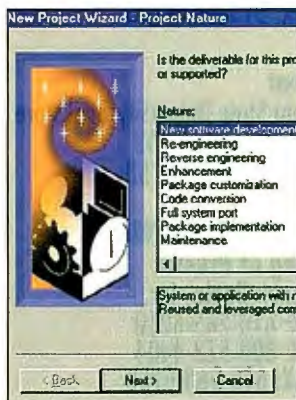 New Project Wizard - Project Nature
Is the deliverable for this pro
or supported?
Nature:
New software development
Re-engineering
Reverse engineering
Enhancement
Package customization
Code conversion
Full system port
Package implementation
Maintenance
System or application with n
Reused and leveraged com
< Back
Next >
Cancel